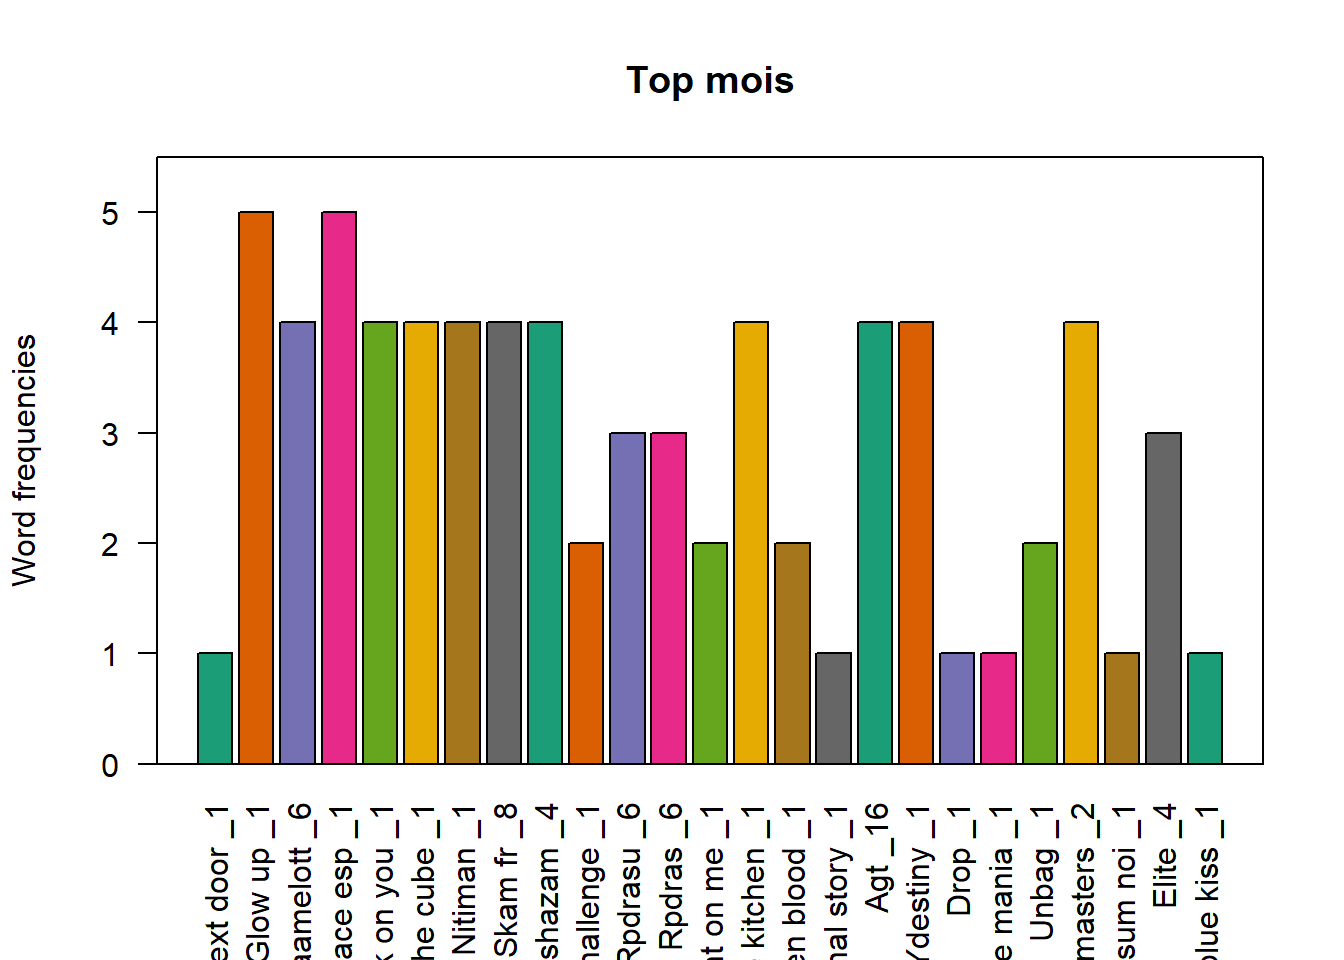 Top mois
Word frequencies
5
4
3
2
1
0
ext door _1
Glow up _1
aamelott _6
ace esp _1
k on you _1
he cube _1
Nitiman _1
Skam fr _8
shazam _4
hallenge _1
Rpdrasu _6
Rpdras _6
nt on me _1
kitchen _1
en blood _1
nal story _1
Agt _16
Ydestiny _1
Drop _1
e mania _1
Unbag _1
masters _2
sum noi _1
Elite _4
blue kiss _1